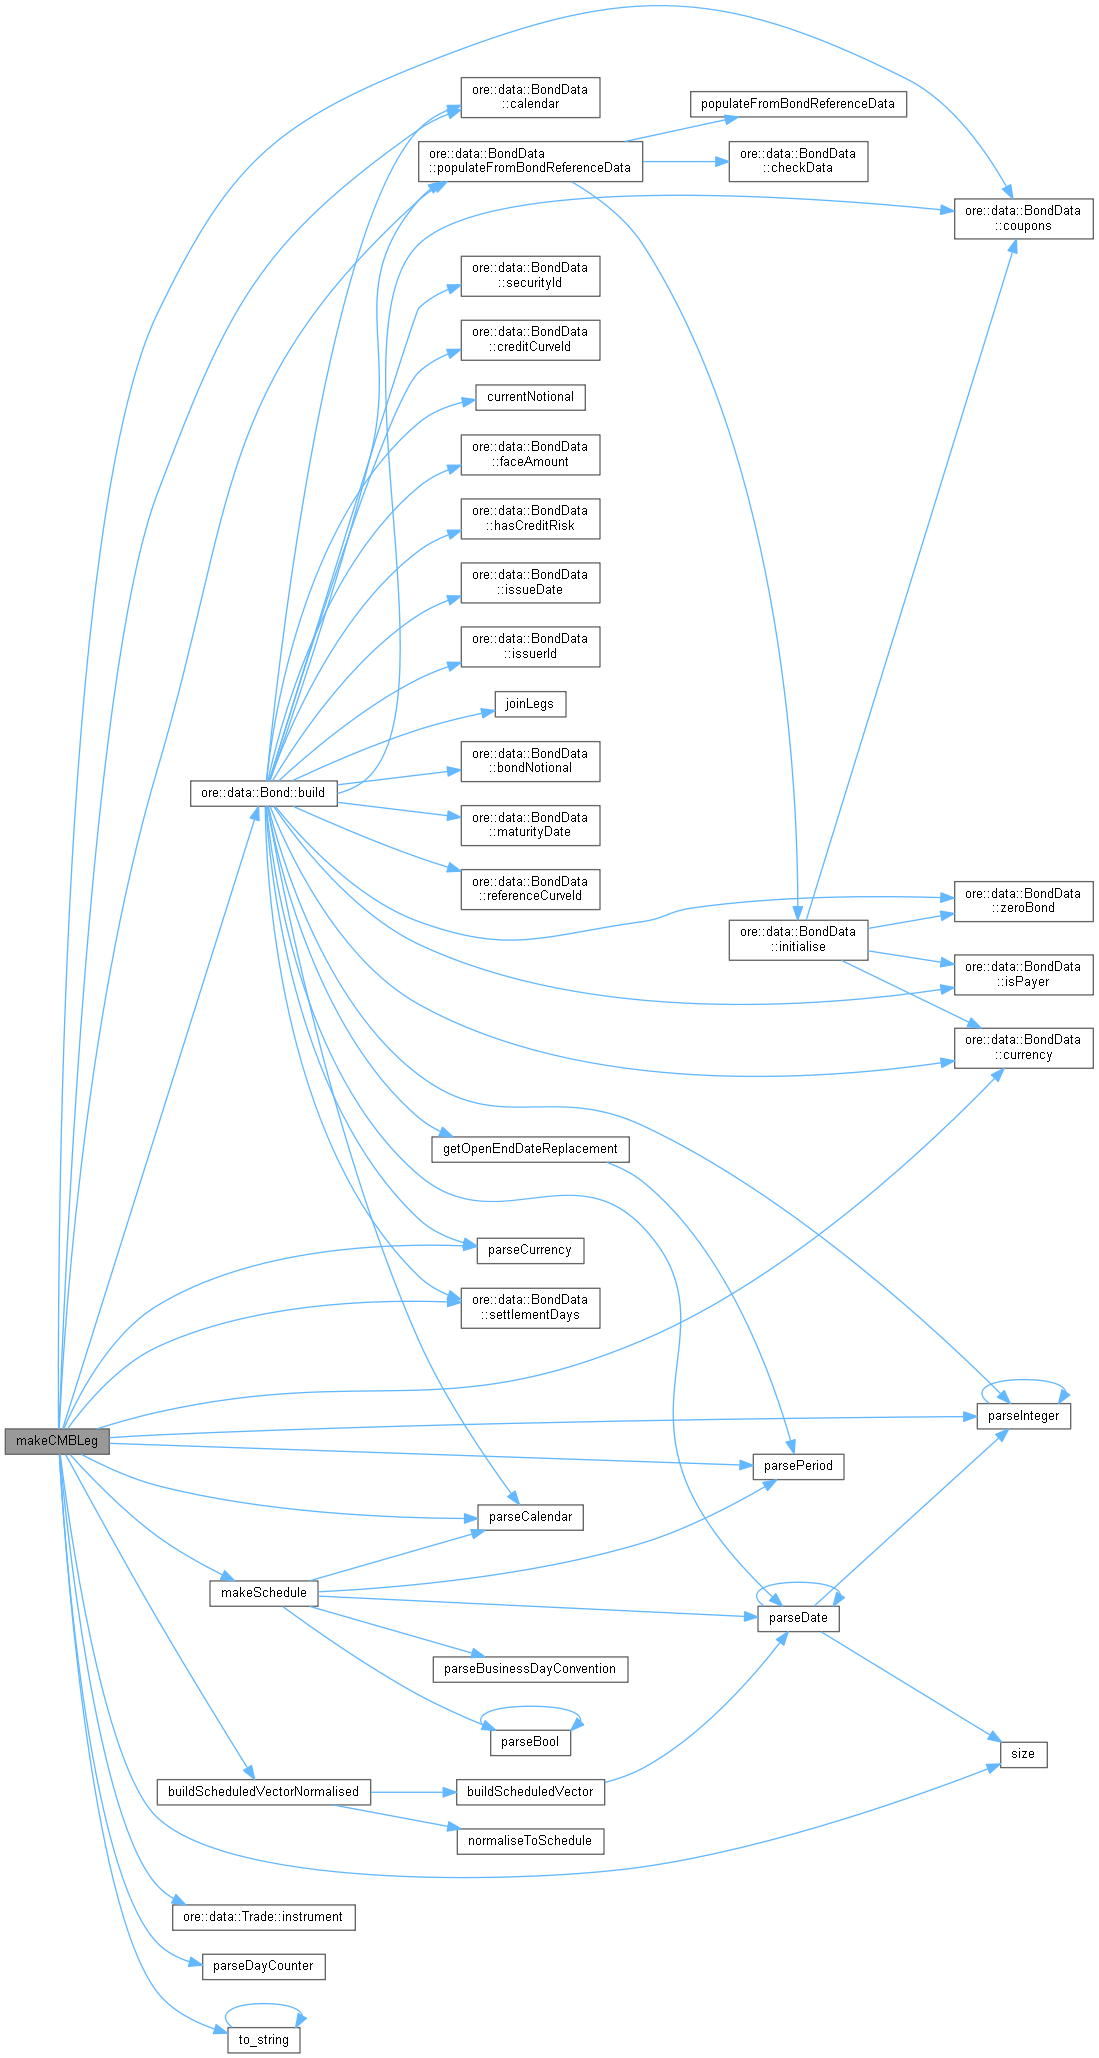 ore::data::BondData
::calendar
populateFromBondReferenceData
ore::data::BondData
::populateFromBondReferenceData
ore::data::BondData
::checkData
ore::data::BondData
::coupons
ore::data::BondData
::securityId
ore::data::BondData
::creditCurveId
currentNotional
ore::data::BondData
::faceAmount
ore::data::BondData
::hasCreditRisk
ore::data::BondData
::issueDate
ore::data::BondData
::issuerId
joinLegs
ore::data::BondData
::bondNotional
ore::data::Bond::build
ore::data::BondData
::maturityDate
ore::data::BondData
::referenceCurveId
ore::data::BondData
::zeroBond
ore::data::BondData
::initialise
ore::data::BondData
::isPayer
ore::data::BondData
::currency
getOpenEndDateReplacement
parseCurrency
ore::data::BondData
::settlementDays
parseInteger
makeCMBLeg
parsePeriod
parseCalendar
makeSchedule
parseDate
parseBusinessDayConvention
parseBool
size
buildScheduledVectorNormalised
buildScheduledVector
normaliseToSchedule
ore::data::Trade::instrument
parseDayCounter
to_string